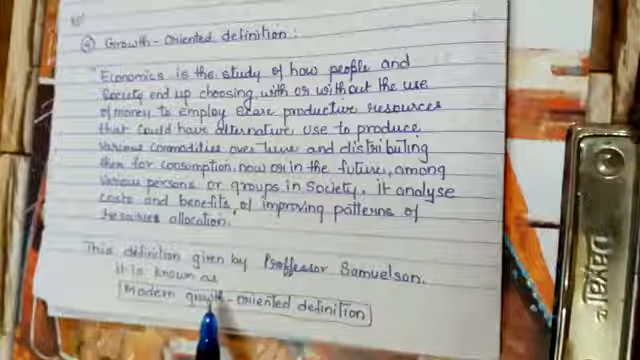 ④ Growth-Oriented definition:
Economics is the study of how people and
Society end up choosing with or without the use
of money to employ scarce productive resources
that could have alternative use to produce
various commodities over time and distributing
them for consumption, now or in the future, among
various persons or groups in society. it analyse
costs and benefits of improving patterns of
resources allocation.
This definition given by Proffessor Samuelson.
It is known as
Modern growth-oriented definition
Dayal